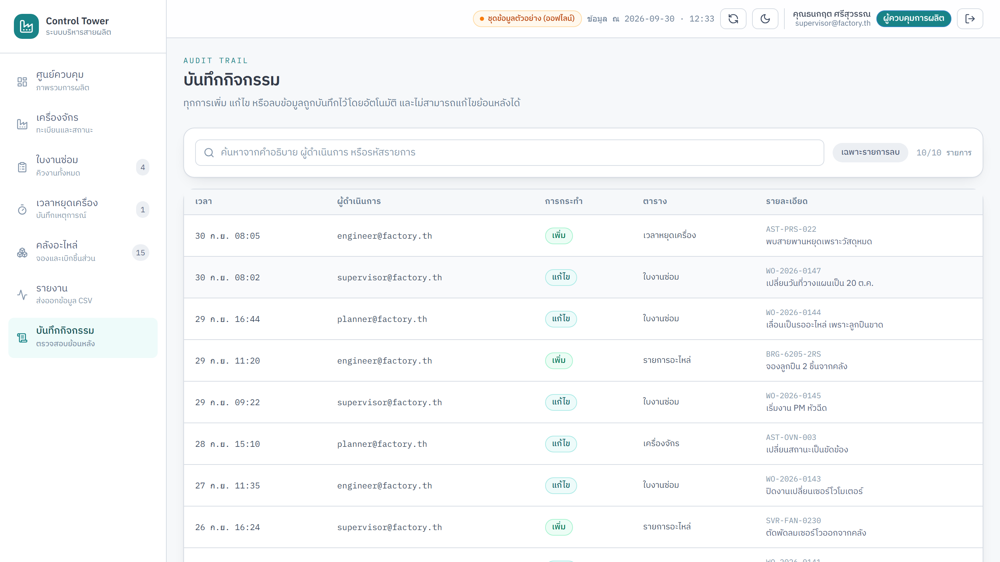 Control Tower
ระบบบริหารสายผลิต
ชุดข้อมูลตัวอย่าง (ออฟไลน์)
ข้อมูล ณ 2026-09-30 · 12:33
คุณธนกฤต ศรีสุวรรณ
supervisor@factory.th
ผู้ควบคุมการผลิต
ศูนย์ควบคุม
ภาพรวมการผลิต
เครื่องจักร
ทะเบียนและสถานะ
ใบงานซ่อม
คิวงานทั้งหมด
4
เวลาหยุดเครื่อง
บันทึกเหตุการณ์
1
คลังอะไหล่
จองและเบิกชิ้นส่วน
15
รายงาน
ส่งออกข้อมูล CSV
บันทึกกิจกรรม
ตรวจสอบย้อนหลัง
AUDIT TRAIL
บันทึกกิจกรรม
ทุกการเพิ่ม แก้ไข หรือลบข้อมูลถูกบันทึกไว้โดยอัตโนมัติ และไม่สามารถแก้ไขย้อนหลังได้
ค้นหาจากคำอธิบาย ผู้ดำเนินการ หรือรหัสรายการ
เฉพาะรายการลบ
10/10 รายการ
เวลา ผู้ดำเนินการ การกระทำ ตาราง รายละเอียด
30 ก.ย. 08:05 engineer@factory.th เพิ่ม เวลาหยุดเครื่อง AST-PRS-022
พบสายพานหยุดเพราะวัสดุหมด
30 ก.ย. 08:02 supervisor@factory.th แก้ไข ใบงานซ่อม WO-2026-0147
เปลี่ยนวันที่วางแผนเป็น 20 ต.ค.
29 ก.ย. 16:44 planner@factory.th แก้ไข ใบงานซ่อม WO-2026-0144
เลื่อนเป็นรออะไหล่ เพราะลูกปืนขาด
29 ก.ย. 11:20 engineer@factory.th เพิ่ม รายการอะไหล่ BRG-6205-2RS
จองลูกปืน 2 ชิ้นจากคลัง
29 ก.ย. 09:22 supervisor@factory.th แก้ไข ใบงานซ่อม WO-2026-0145
เริ่มงาน PM หัวฉีด
28 ก.ย. 15:10 planner@factory.th แก้ไข เครื่องจักร AST-OVN-003
เปลี่ยนสถานะเป็นขัดข้อง
27 ก.ย. 11:35 engineer@factory.th แก้ไข ใบงานซ่อม WO-2026-0143
ปิดงานเปลี่ยนเซอร์โวโมเตอร์
26 ก.ย. 16:24 supervisor@factory.th เพิ่ม รายการอะไหล่ SVR-FAN-0230
ตัดพัดลมเซอร์โวออกจากคลัง